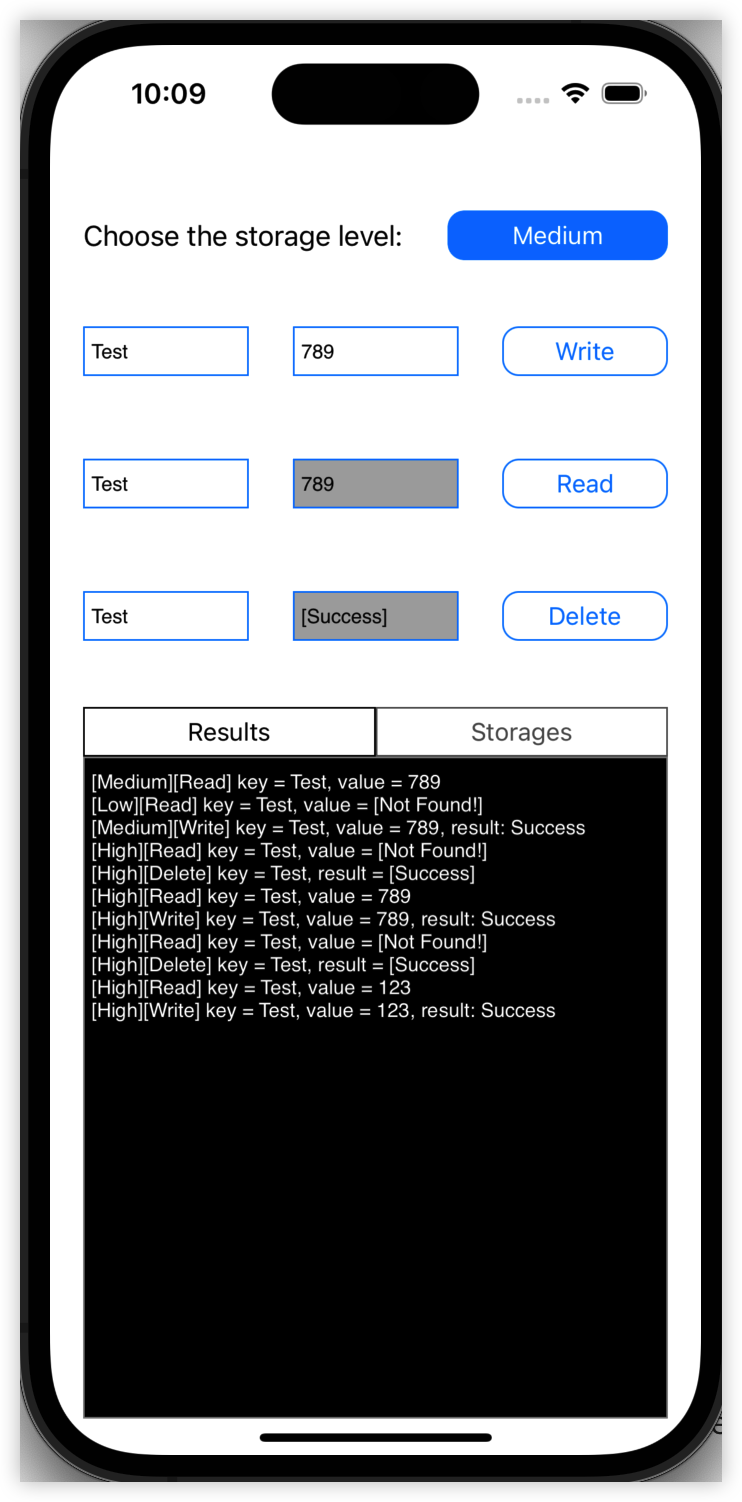 10:09
Choose the storage level: Medium
Test 789 Write
Test 789 Read
Test [Success] Delete
Results Storages
[Medium][Read] key = Test, value = 789
[Low][Read] key = Test, value = [Not Found!]
[Medium][Write] key = Test, value = 789, result: Success
[High][Read] key = Test, value = [Not Found!]
[High][Delete] key = Test, result = [Success]
[High][Read] key = Test, value = 789
[High][Write] key = Test, value = 789, result: Success
[High][Read] key = Test, value = [Not Found!]
[High][Delete] key = Test, result = [Success]
[High][Read] key = Test, value = 123
[High][Write] key = Test, value = 123, result: Success